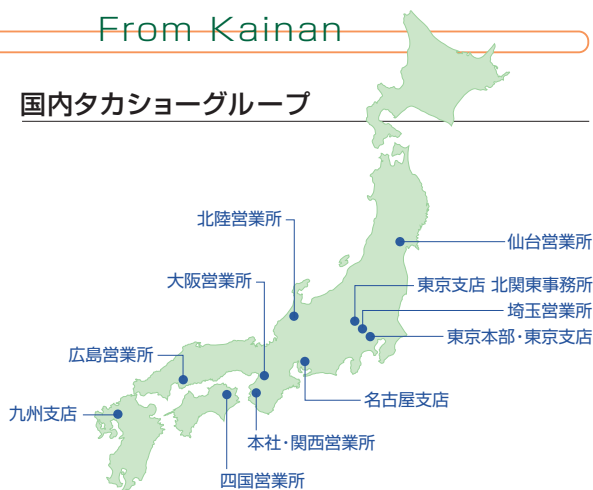 From Kainan
国内タカショーグループ
北陸営業所
仙台営業所
大阪営業所
東京支店 北関東事務所
埼玉営業所
東京本部・東京支店
広島営業所
名古屋支店
九州支店
本社・関西営業所
四国営業所